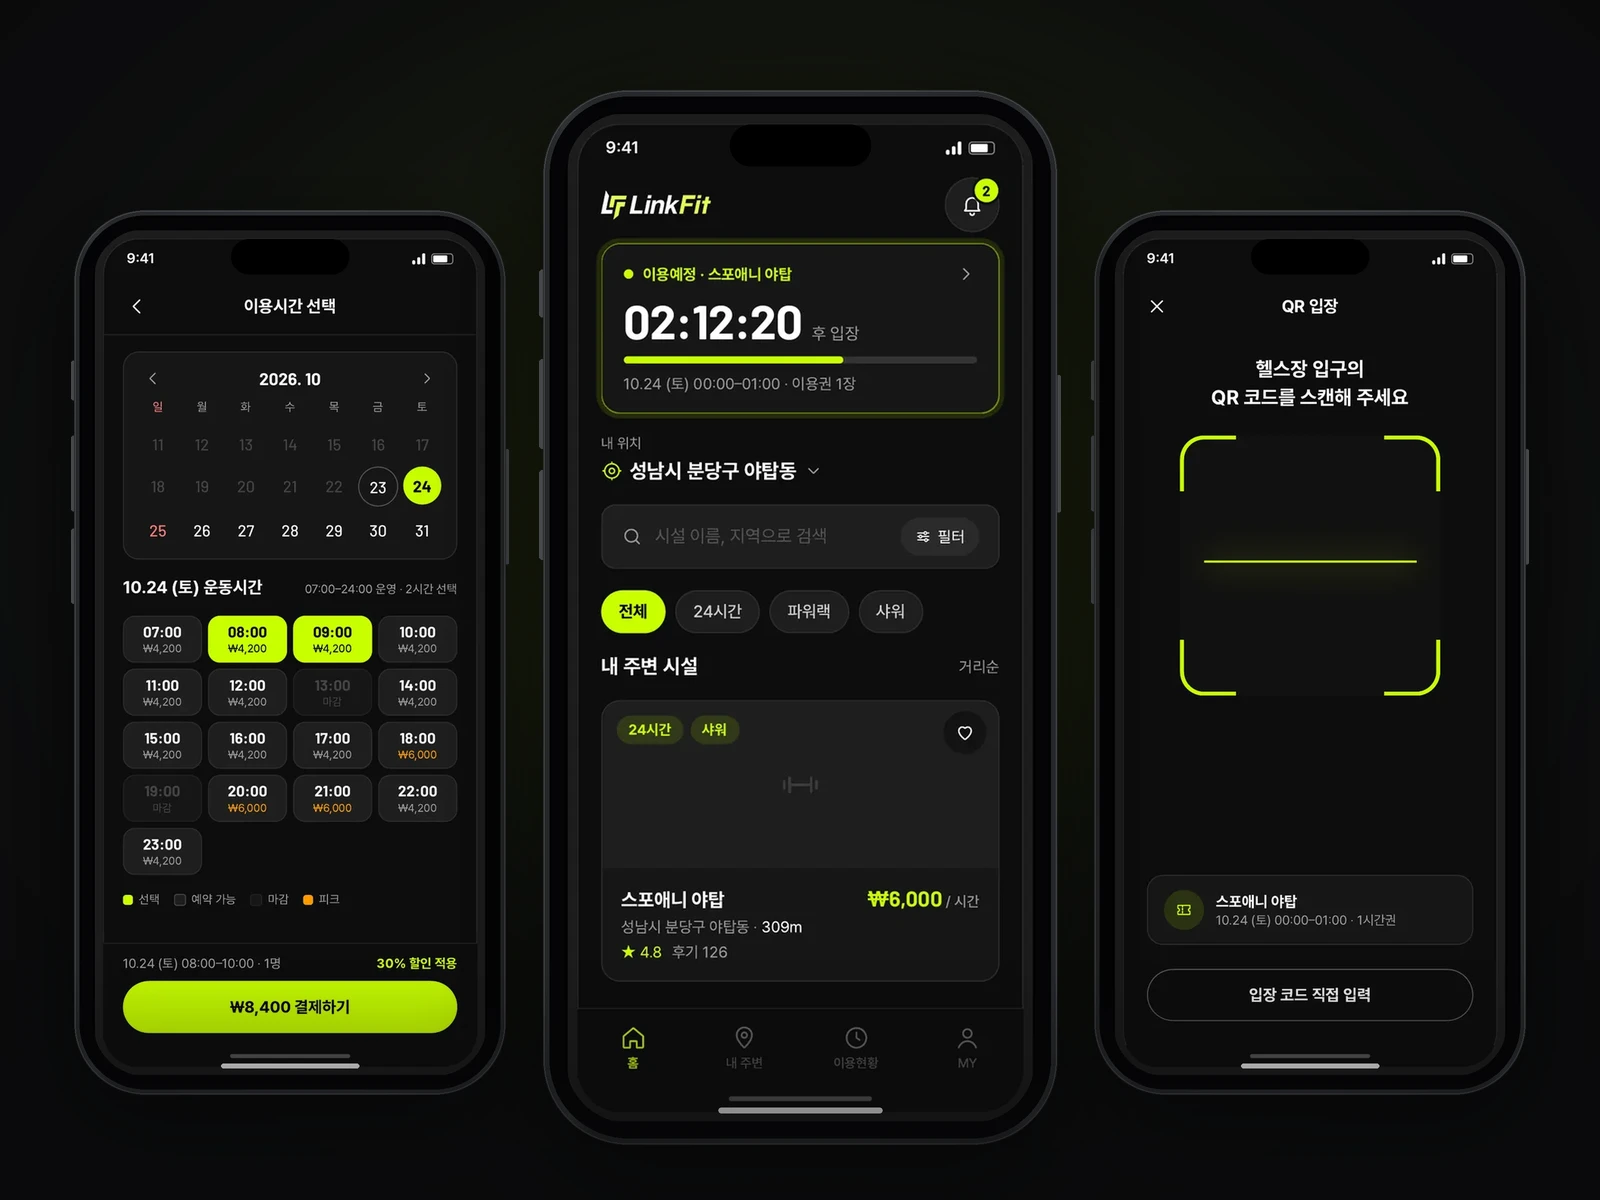 9:41
이용시간 선택
2026. 10
일 월 화 수 목 금 토
11 12 13 14 15 16 17
18 19 20 21 22 23 24
25 26 27 28 29 30 31
10.24 (토) 운동시간
07:00–24:00 운영 · 2시간 선택
07:00 08:00 09:00 10:00
₩4,200 ₩4,200 ₩4,200 ₩4,200
11:00 12:00 13:00 14:00
₩4,200 ₩4,200 마감 ₩4,200
15:00 16:00 17:00 18:00
₩4,200 ₩4,200 ₩4,200 ₩6,000
19:00 20:00 21:00 22:00
마감 ₩6,000 ₩6,000 ₩4,200
23:00
₩4,200
선택 예약 가능 마감 피크
10.24 (토) 08:00–10:00 · 1명
30% 할인 적용
₩8,400 결제하기
9:41
LinkFit
2
이용예정 · 스포애니 야탑
02:12:20 후 입장
10.24 (토) 00:00–01:00 · 이용권 1장
내 위치
성남시 분당구 야탑동
시설 이름, 지역으로 검색
필터
전체 24시간 파워랙 샤워
내 주변 시설
거리순
24시간 샤워
스포애니 야탑
₩6,000 / 시간
성남시 분당구 야탑동 · 309m
★ 4.8 후기 126
홈 내 주변 이용현황 MY
9:41
QR 입장
헬스장 입구의
QR 코드를 스캔해 주세요
스포애니 야탑
10.24 (토) 00:00–01:00 · 1시간권
입장 코드 직접 입력